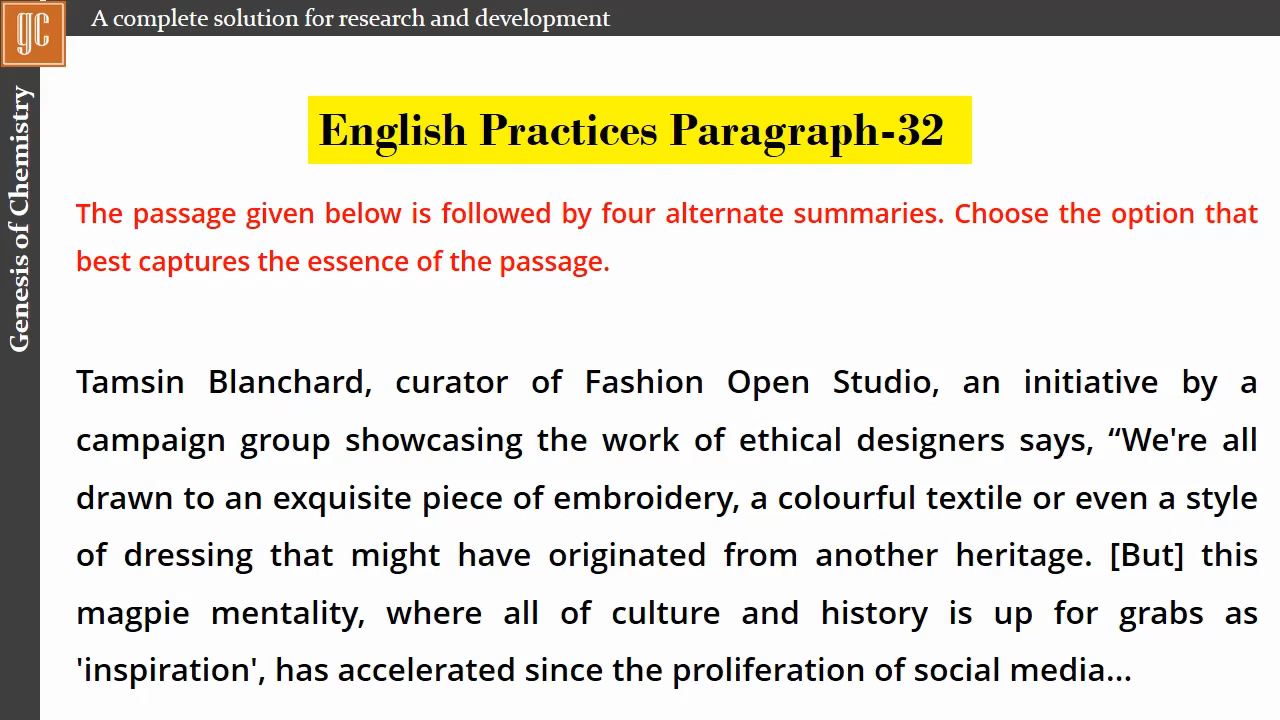 A complete solution for research and development
gc
Genesis of Chemistry
English Practices Paragraph-32
The passage given below is followed by four alternate summaries. Choose the option that
best captures the essence of the passage.
Tamsin Blanchard, curator of Fashion Open Studio, an initiative by a
campaign group showcasing the work of ethical designers says, “We're all
drawn to an exquisite piece of embroidery, a colourful textile or even a style
of dressing that might have originated from another heritage. [But] this
magpie mentality, where all of culture and history is up for grabs as
'inspiration', has accelerated since the proliferation of social media...